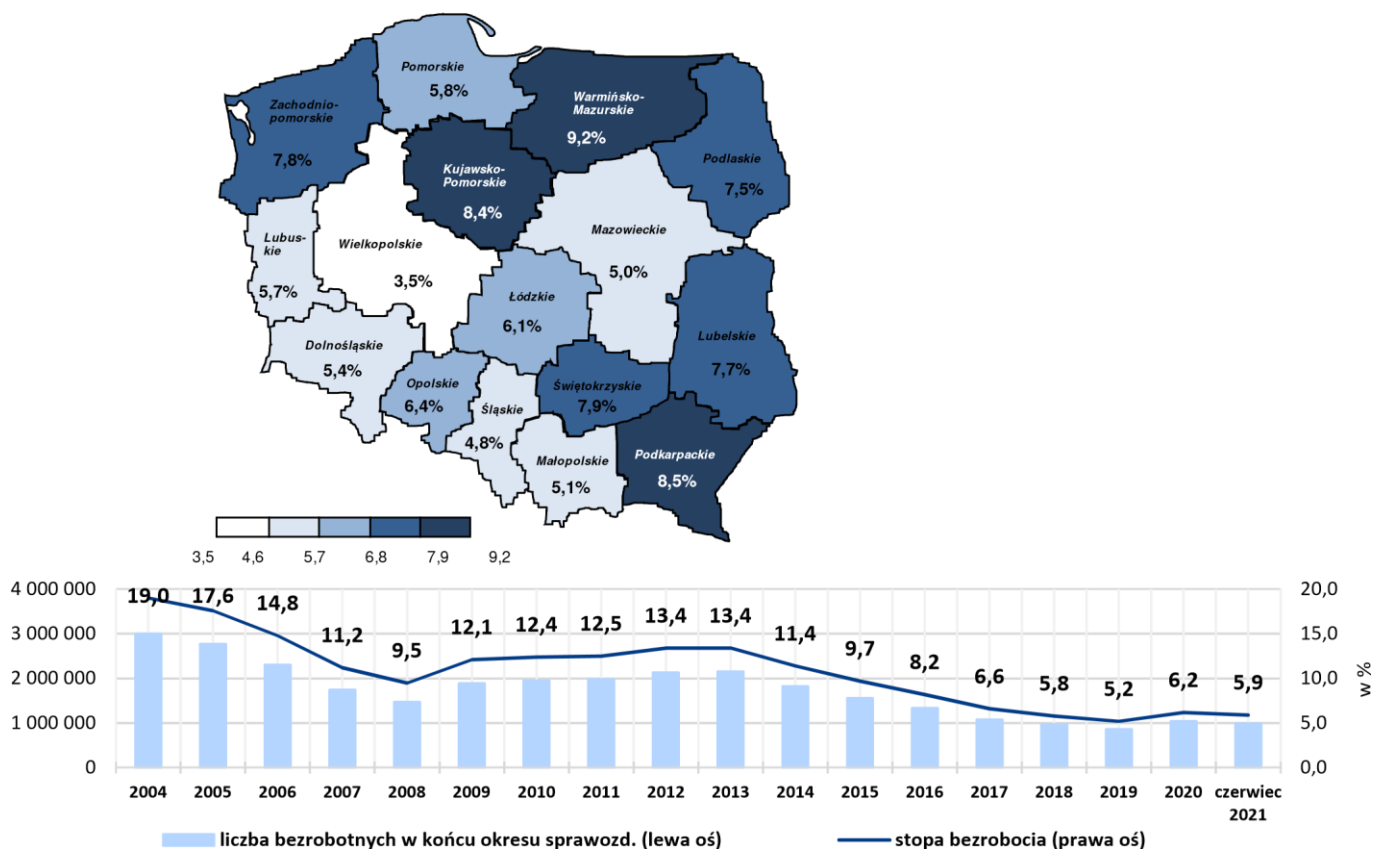 Pomorskie
5,8%
Zachodnio-
pomorskie
7,8%
Warmińsko-
Mazurskie
9,2%
Podlaskie
7,5%
Kujawsko-
Pomorskie
8,4%
Lubus-
kie
5,7%
Wielkopolskie
3,5%
Mazowieckie
5,0%
Łódzkie
6,1%
Lubelskie
7,7%
Dolnośląskie
5,4%
Opolskie
6,4%
Śląskie
4,8%
Świętokrzyskie
7,9%
Małopolskie
5,1%
Podkarpackie
8,5%
3,5 4,6 5,7 6,8 7,9 9,2
4 000 000
3 000 000
2 000 000
1 000 000
0
19,0 17,6 14,8 11,2 9,5 12,1 12,4 12,5 13,4 13,4 11,4 9,7 8,2 6,6 5,8 5,2 6,2 5,9
20,0
15,0
10,0
5,0
0,0
w %
2004 2005 2006 2007 2008 2009 2010 2011 2012 2013 2014 2015 2016 2017 2018 2019 2020 czerwiec
2021
liczba bezrobotnych w końcu okresu sprawozd. (lewa oś) stopa bezrobocia (prawa oś)